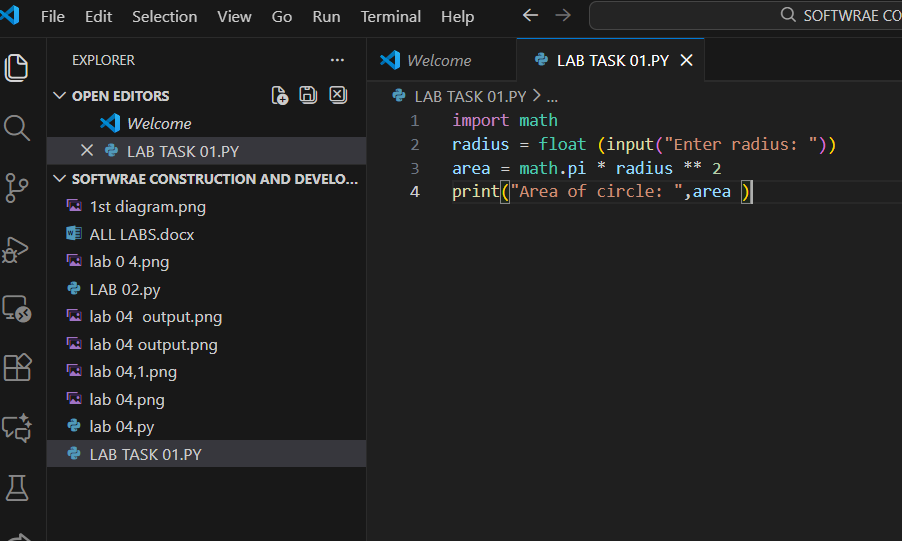 File Edit Selection View Go Run Terminal Help SOFTWRAE CO
EXPLORER ...
OPEN EDITORS
Welcome
LAB TASK 01.PY
SOFTWRAE CONSTRUCTION AND DEVELO...
1st diagram.png
ALL LABS.docx
lab 0 4.png
LAB 02.py
lab 04  output.png
lab 04 output.png
lab 04,1.png
lab 04.png
lab 04.py
LAB TASK 01.PY
Welcome LAB TASK 01.PY
LAB TASK 01.PY > ...
1 import math
2 radius = float (input("Enter radius: "))
3 area = math.pi * radius ** 2
4 print("Area of circle: ",area )